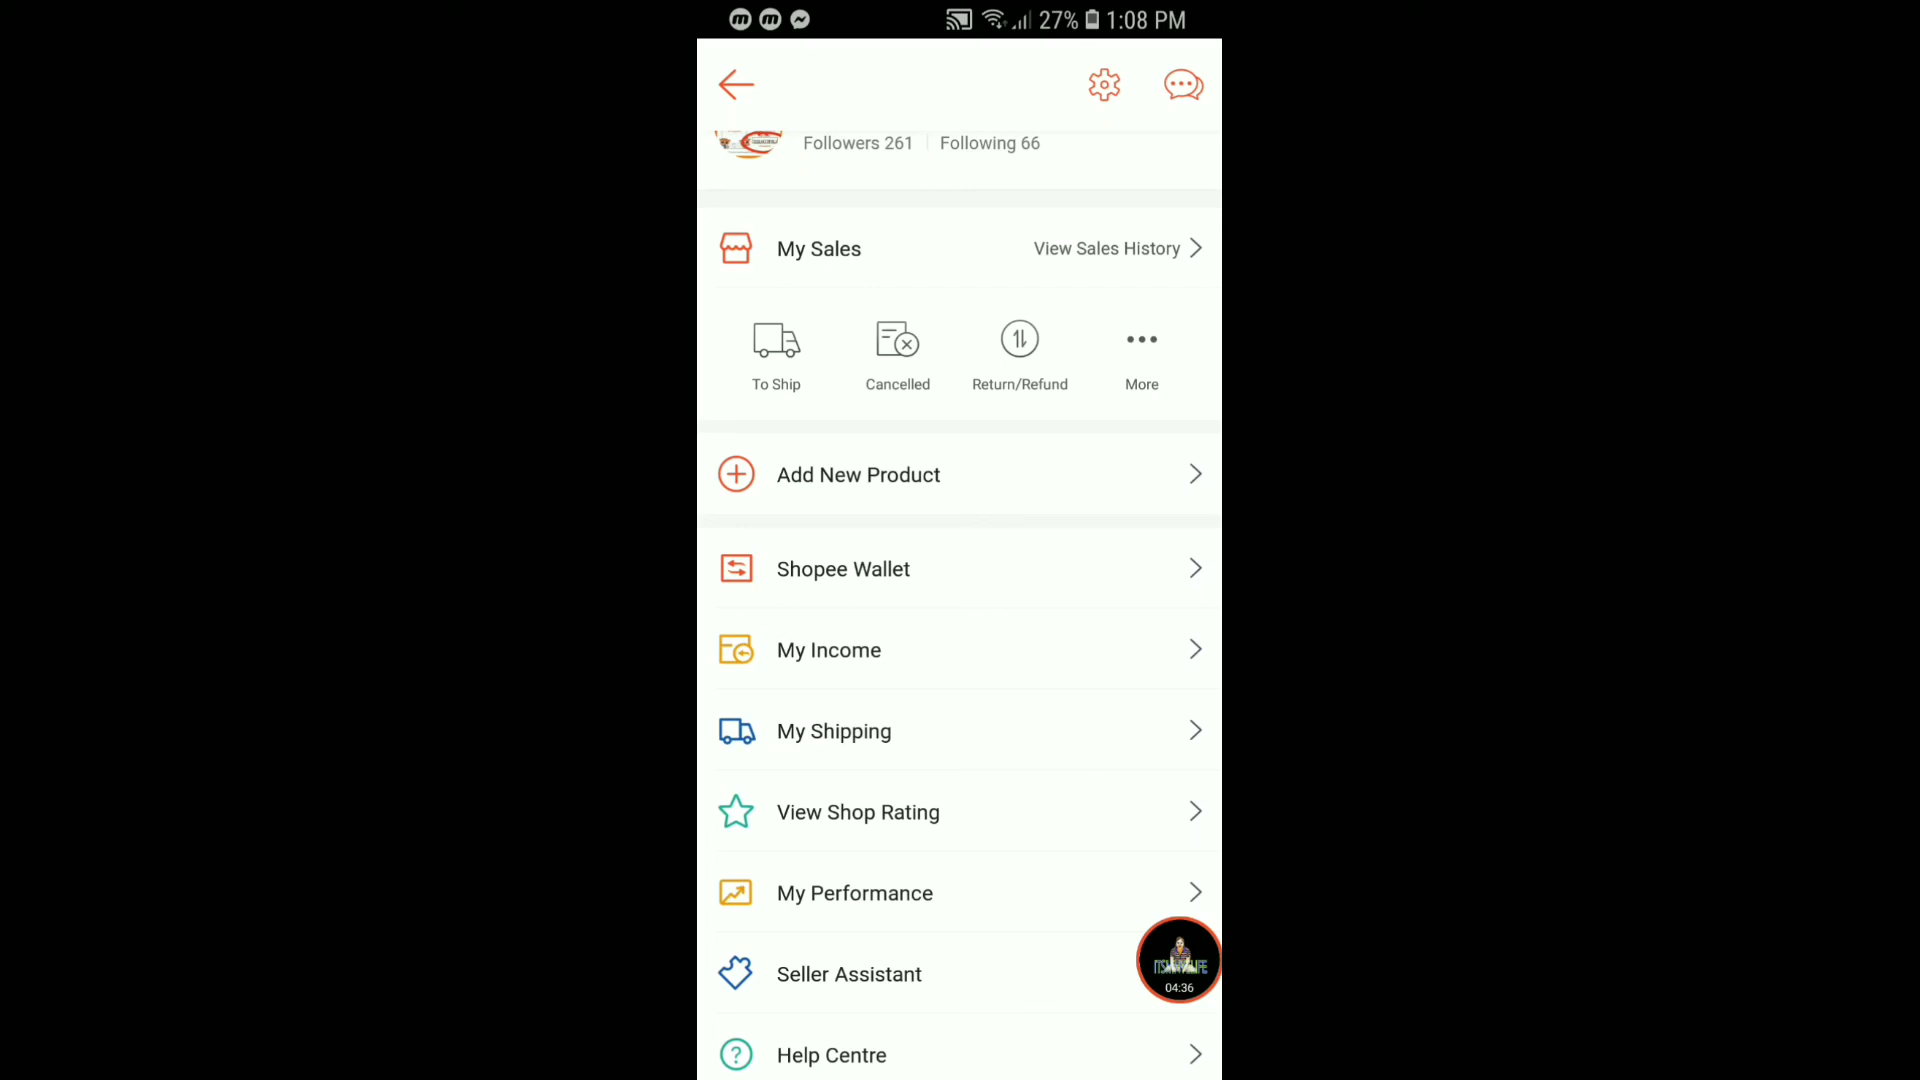 27% 1:08 PM
Followers 261 Following 66
My Sales View Sales History
To Ship Cancelled Return/Refund More
Add New Product
Shopee Wallet
My Income
My Shipping
View Shop Rating
My Performance
Seller Assistant
04:36
Help Centre